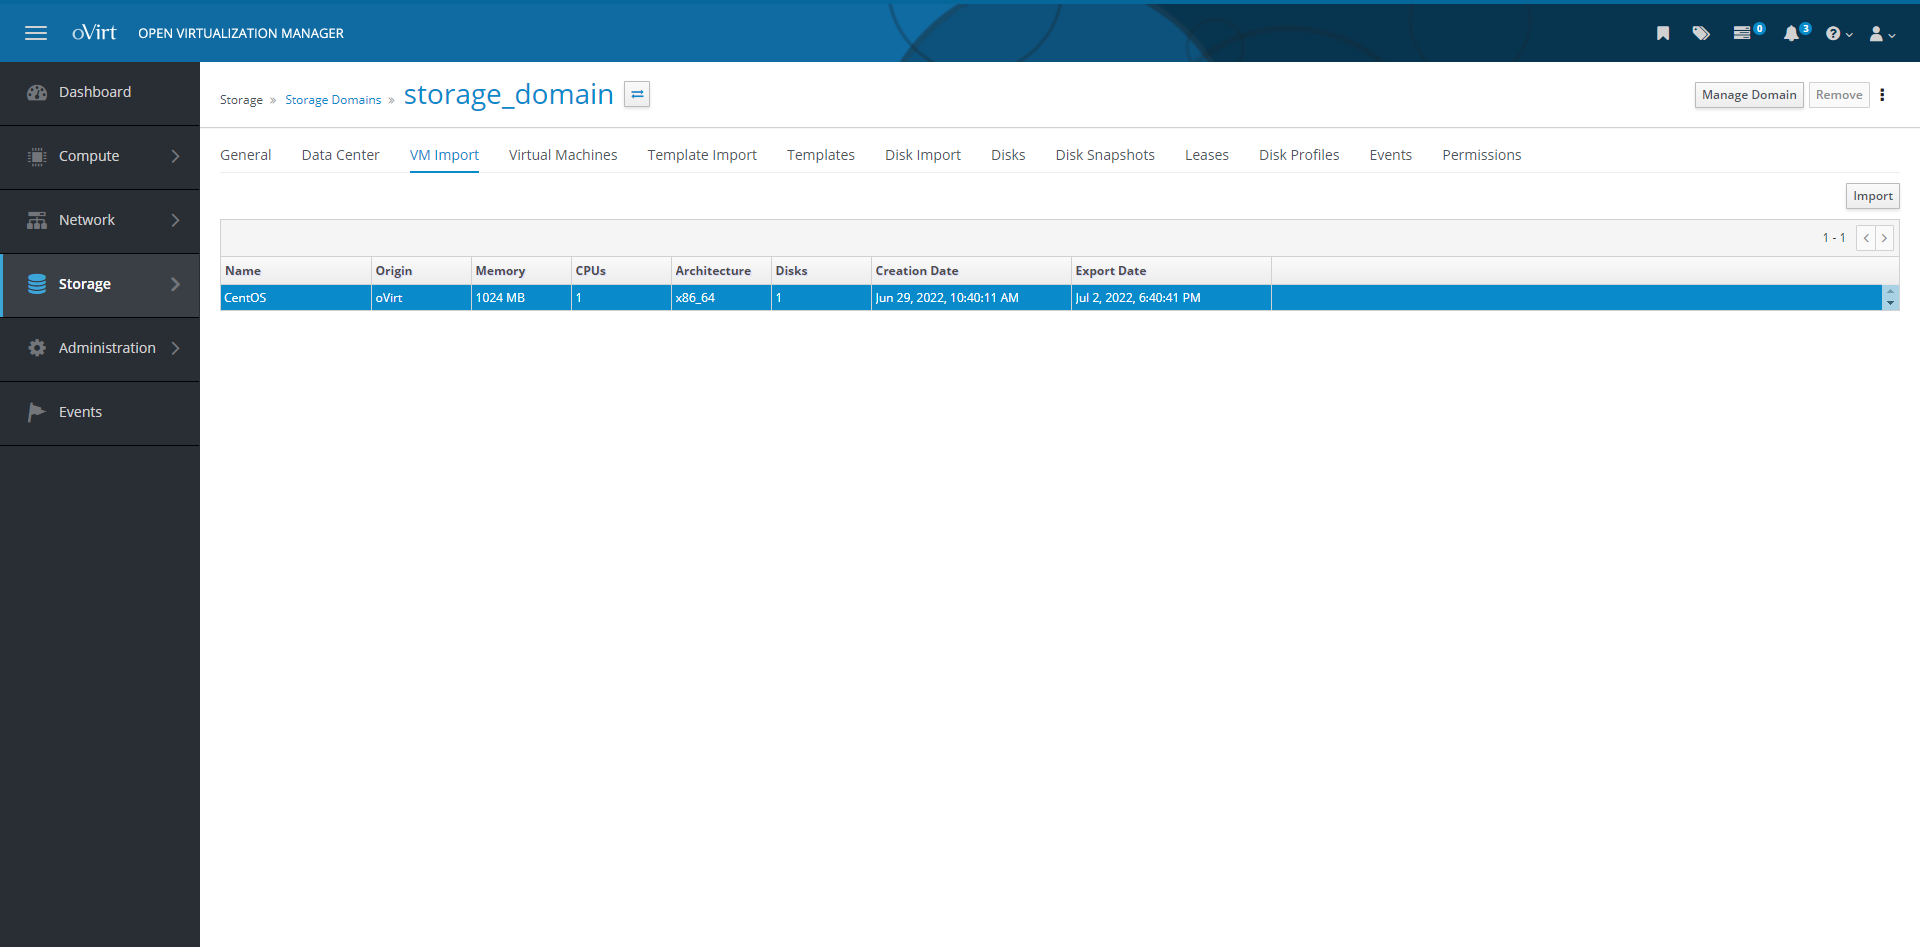 oVirt OPEN VIRTUALIZATION MANAGER 0 3
Dashboard
Compute
Network
Storage
Administration
Events
Storage » Storage Domains » storage_domain
Manage Domain Remove
General Data Center VM Import Virtual Machines Template Import Templates Disk Import Disks Disk Snapshots Leases Disk Profiles Events Permissions
Import
1 - 1
Name Origin Memory CPUs Architecture Disks Creation Date Export Date
CentOS oVirt 1024 MB 1 x86_64 1 Jun 29, 2022, 10:40:11 AM Jul 2, 2022, 6:40:41 PM